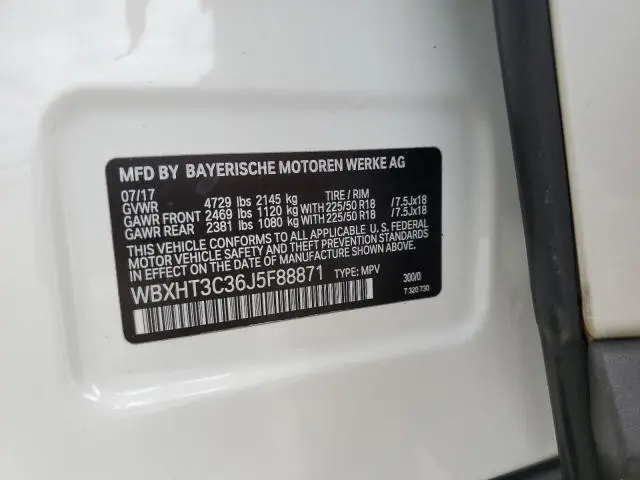 MFD BY BAYERISCHE MOTOREN WERKE AG
07/17 TIRE / RIM
GVWR 4729 lbs 2145 kg
GAWR FRONT 2469 lbs 1120 kg WITH 225/50 R18 /7.5Jx18
GAWR REAR 2381 lbs 1080 kg WITH 225/50 R18 /7.5Jx18
THIS VEHICLE CONFORMS TO ALL APPLICABLE U.S. FEDERAL
MOTOR VEHICLE SAFETY AND THEFT PREVENTION STANDARDS
IN EFFECT ON THE DATE OF MANUFACTURE SHOWN ABOVE.
WBXHT3C36J5F88871 TYPE: MPV 300/0
7 320 730